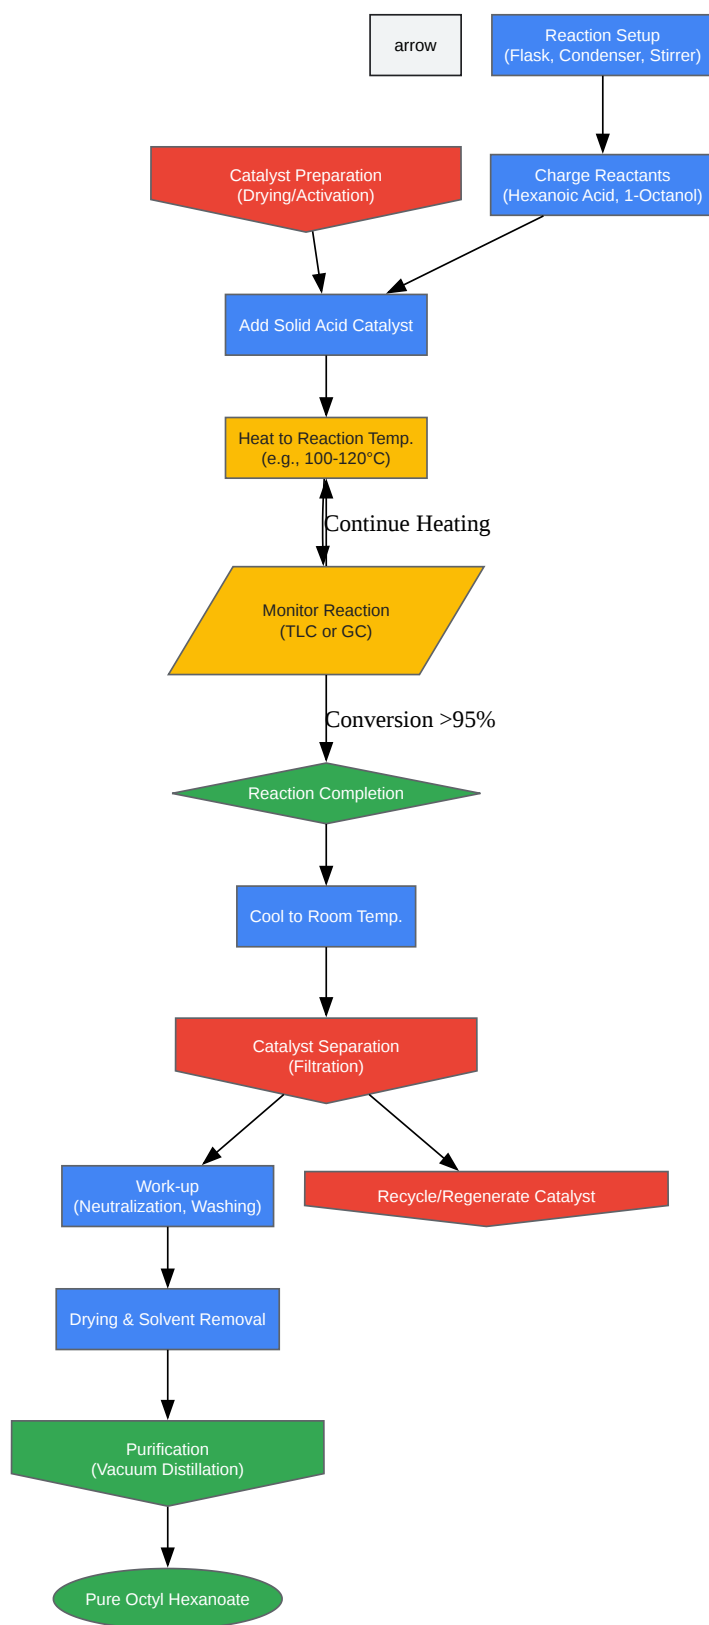 arrow
Reaction Setup
(Flask, Condenser, Stirrer)
Catalyst Preparation
(Drying/Activation)
Charge Reactants
(Hexanoic Acid, 1-Octanol)
Add Solid Acid Catalyst
Heat to Reaction Temp.
(e.g., 100-120°C)
Continue Heating
Monitor Reaction
(TLC or GC)
Conversion >95%
Reaction Completion
Cool to Room Temp.
Catalyst Separation
(Filtration)
Work-up
(Neutralization, Washing)
Recycle/Regenerate Catalyst
Drying & Solvent Removal
Purification
(Vacuum Distillation)
Pure Octyl Hexanoate